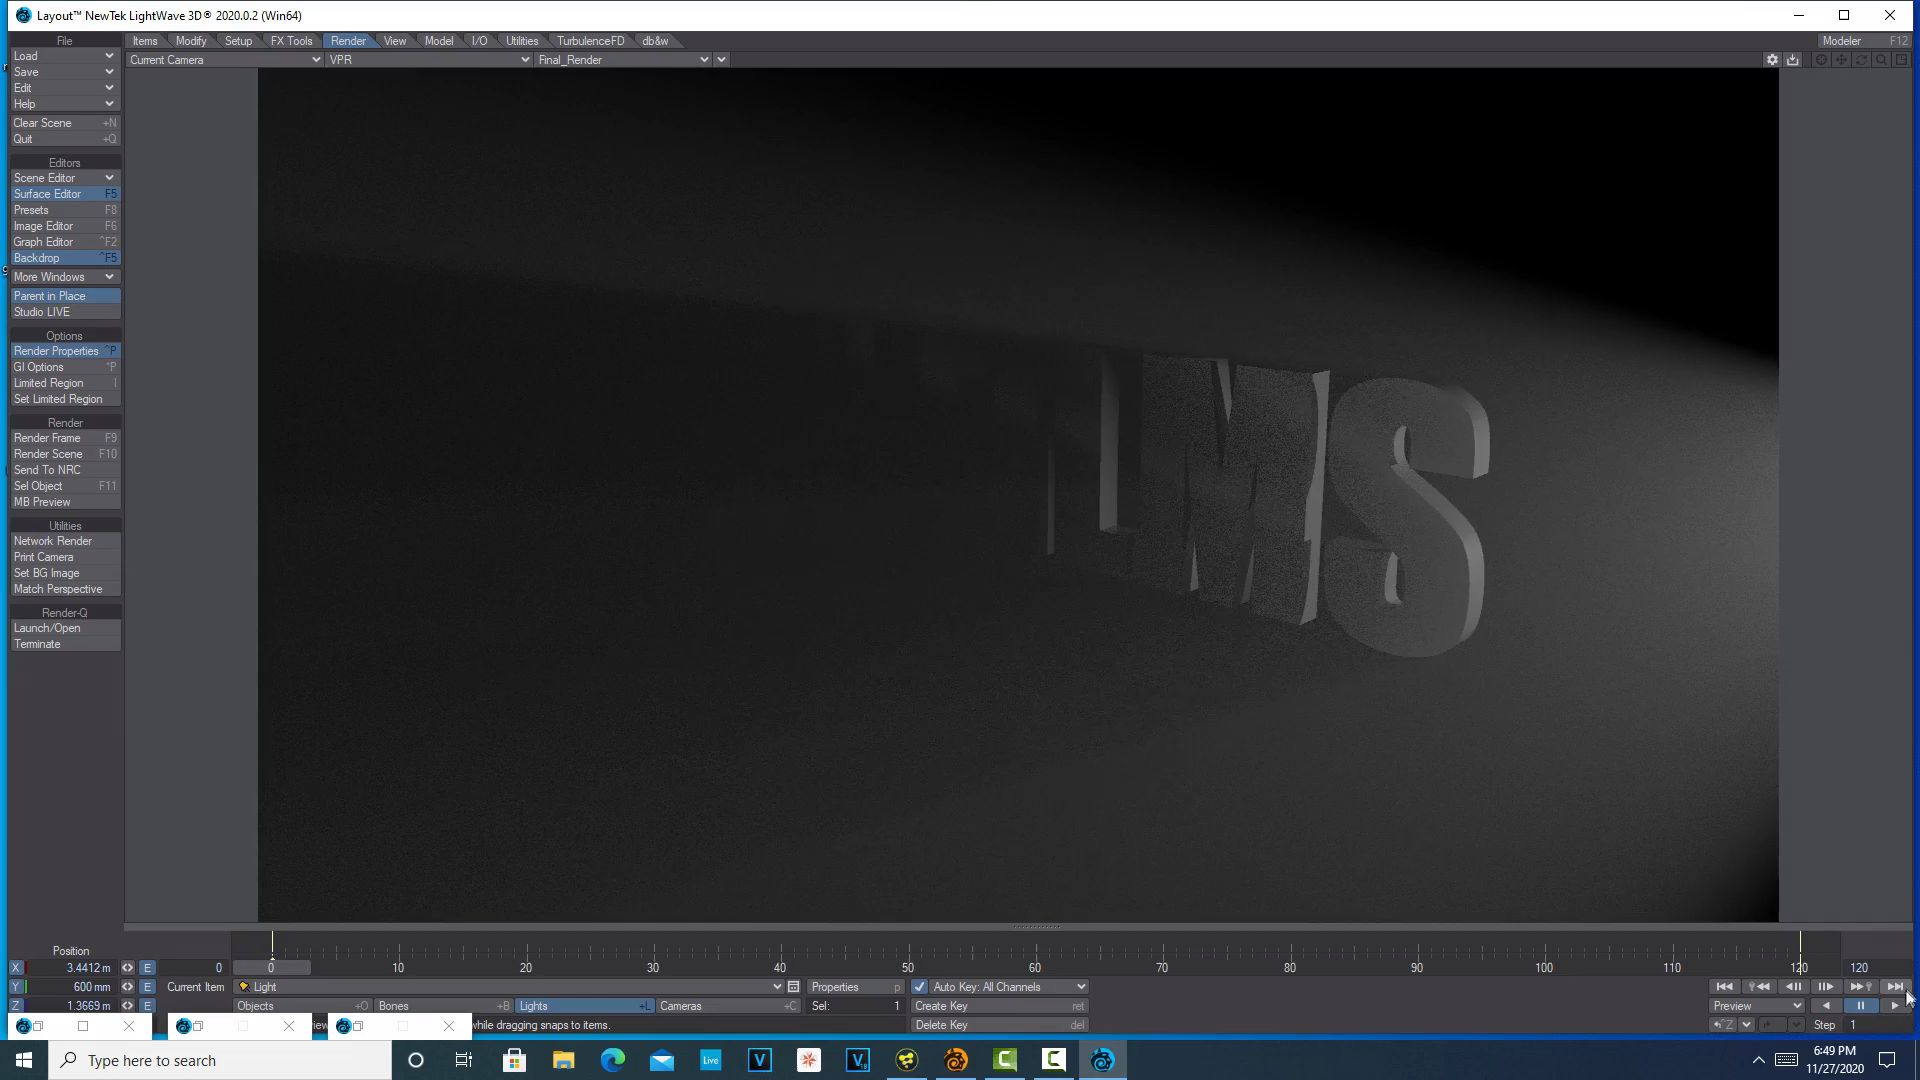 Layout™ NewTek LightWave 3D® 2020.0.2 (Win64)
File
Items Modify Setup FX Tools Render View Model I/O Utilities TurbulenceFD db&w
Modeler F12
Load
Current Camera VPR Final_Render
Save
Edit
Help
Clear Scene +N
Quit +Q
Editors
Scene Editor
Surface Editor F5
Presets F8
Image Editor F6
Graph Editor ^F2
Backdrop ^F5
More Windows
Parent in Place
Studio LIVE
Options
Render Properties ^P
GI Options *P
Limited Region l
Set Limited Region
Render
Render Frame F9
Render Scene F10
Send To NRC
Sel Object F11
MB Preview
Utilities
Network Render
Print Camera
Set BG Image
Match Perspective
Render-Q
Launch/Open
Terminate
MS
Position
X 3.4412 m E 0
0 10 20 30 40 50 60 70 80 90 100 110 120 120
Y 600 mm E Current Item Light Properties p Auto Key: All Channels
Z 1.3669 m E Objects +O Bones +B Lights +L Cameras +C Sel: 1 Create Key ret
Preview
while dragging snaps to items. Delete Key del
^Z Step 1
Type here to search
Live
V
V
6:49 PM
11/27/2020